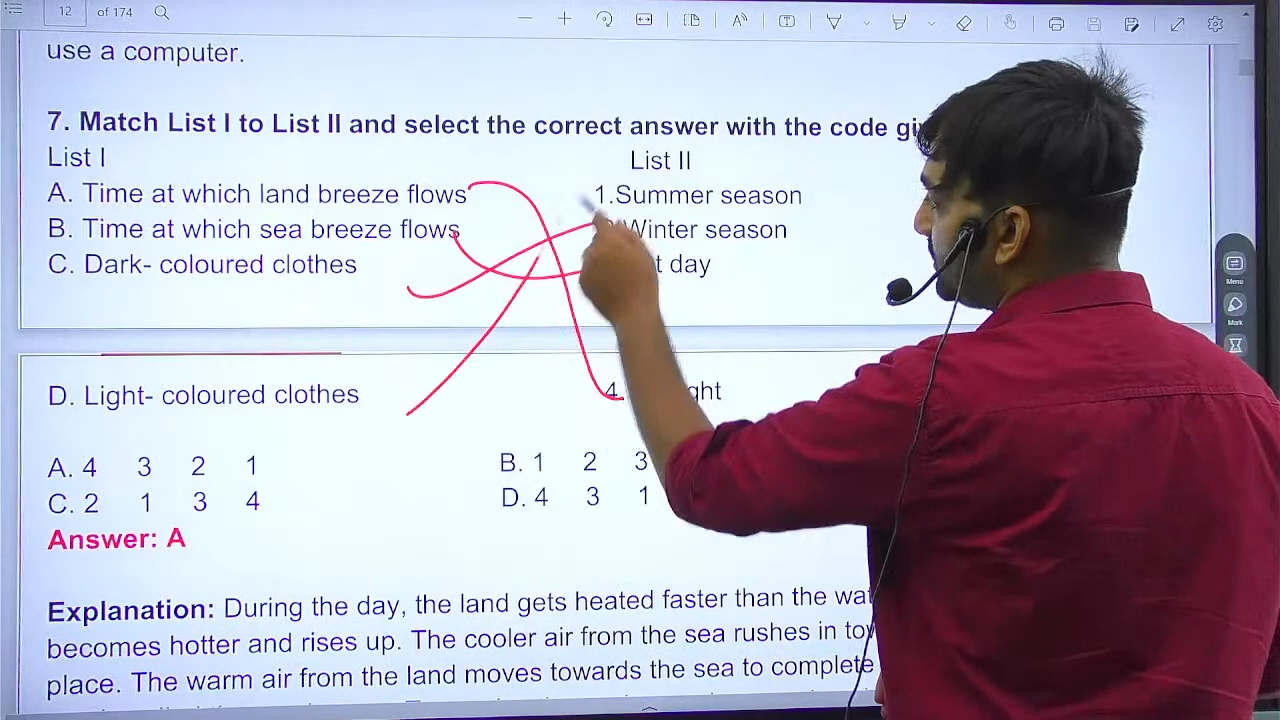 12 of 174
use a computer.
7. Match List I to List II and select the correct answer with the code
List I List II
A. Time at which land breeze flows 1.Summer season
B. Time at which sea breeze flows Winter season
C. Dark- coloured clothes day
Menu
Mark
D. Light- coloured clothes 4
A. 4 3 2 1 B. 1 2 3
C. 2 1 3 4 D. 4 3 1
Answer: A
Explanation: During the day, the land gets heated faster than the
becomes hotter and rises up. The cooler air from the sea rushes in
place. The warm air from the land moves towards the sea to complete